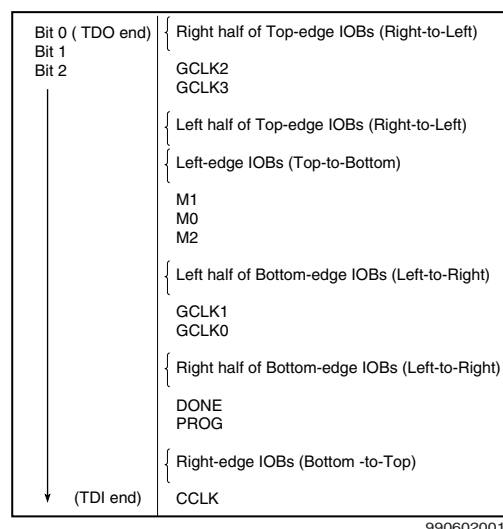 Bit 0 ( TDO end) Right half of Top-edge IOBs (Right-to-Left)
Bit 1
Bit 2 GCLK2
GCLK3
Left half of Top-edge IOBs (Right-to-Left)
Left-edge IOBs (Top-to-Bottom)
M1
M0
M2
Left half of Bottom-edge IOBs (Left-to-Right)
GCLK1
GCLK0
Right half of Bottom-edge IOBs (Left-to-Right)
DONE
PROG
Right-edge IOBs (Bottom -to-Top)
(TDI end) CCLK
990602001